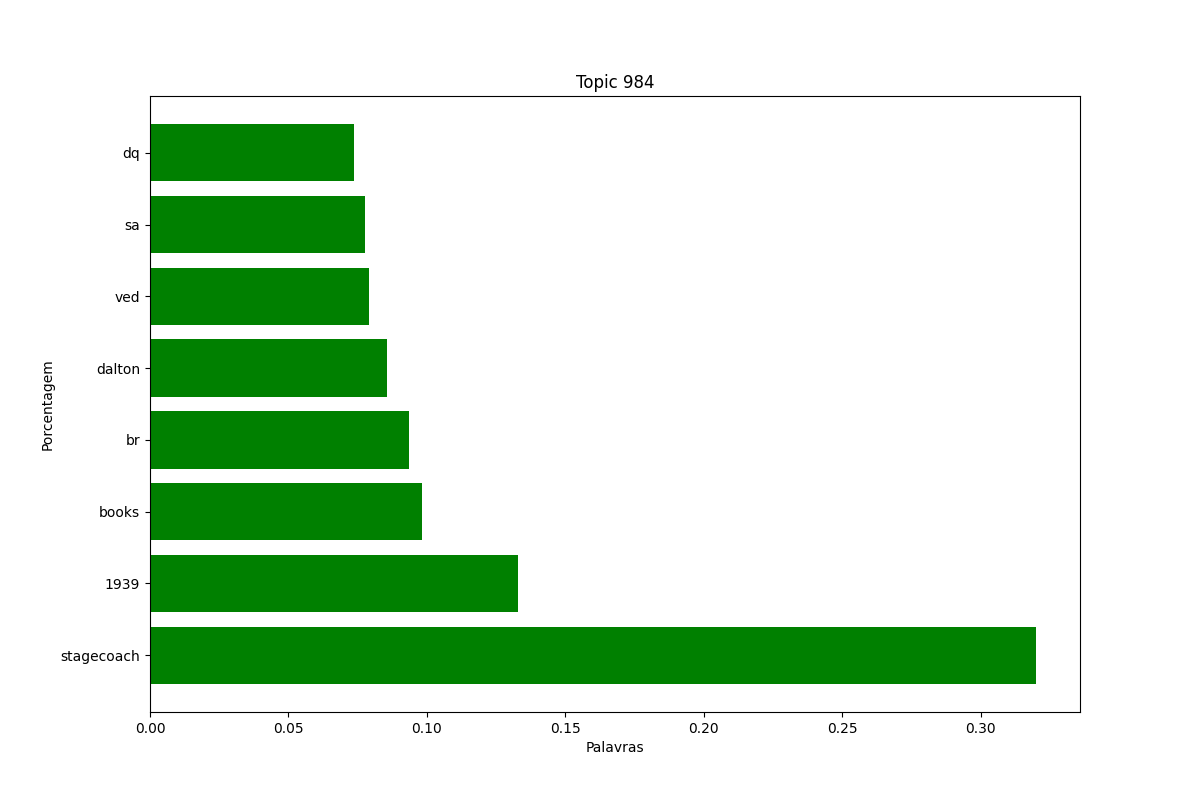 Topic 984
dq
sa
ved
dalton
br
books
1939
stagecoach
Porcentagem
0.00 0.05 0.10 0.15 0.20 0.25 0.30
Palavras